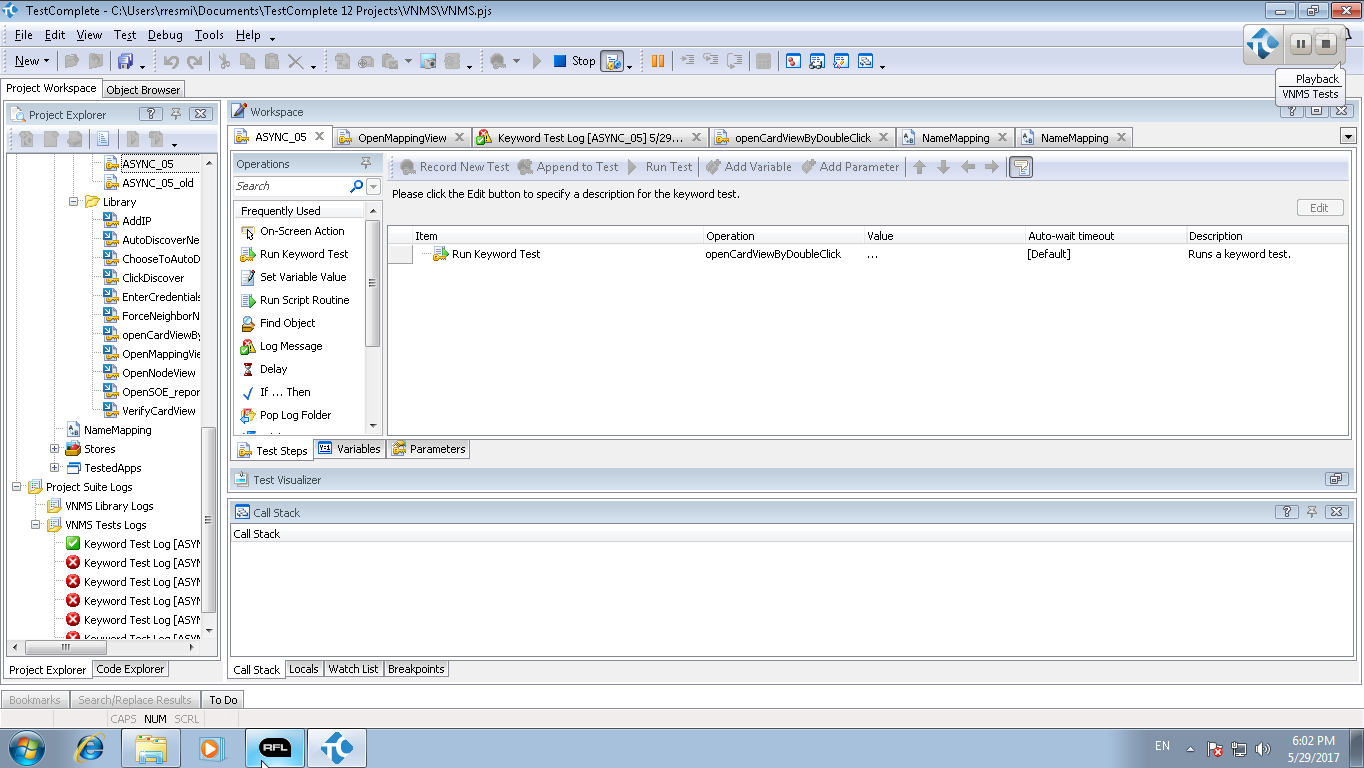 TestComplete - C:\Users\rresmi\Documents\TestComplete 12 Projects\VNMS\VNMS.pjs
File Edit View Test Debug Tools Help
New Stop
Playback
VNMS Tests
Project Workspace Object Browser
Project Explorer ?
Workspace
ASYNC_05 OpenMappingView Keyword Test Log [ASYNC_05] 5/29... openCardViewByDoubleClick NameMapping NameMapping
Operations
Record New Test Append to Test Run Test Add Variable Add Parameter
Search
Please click the Edit button to specify a description for the keyword test.
Edit
Frequently Used
On-Screen Action
Run Keyword Test
Set Variable Value
Run Script Routine
Find Object
Log Message
Delay
If ... Then
Pop Log Folder
Item Operation Value Auto-wait timeout Description
Run Keyword Test openCardViewByDoubleClick ... [Default] Runs a keyword test.
ASYNC_05
ASYNC_05_old
Library
AddIP
AutoDiscoverNe
ChooseToAutoD
ClickDiscover
EnterCredentials
ForceNeighborN
openCardViewBy
OpenMappingVie
OpenNodeView
OpenSOE_repor
VerifyCardView
NameMapping
Stores
TestedApps
Project Suite Logs
VNMS Library Logs
VNMS Tests Logs
Keyword Test Log [ASYN
Keyword Test Log [ASYN
Keyword Test Log [ASYN
Keyword Test Log [ASYN
Keyword Test Log [ASYN
Keyword Test Log [ASYN
Test Steps Variables Parameters
Test Visualizer
Call Stack ?
Call Stack
Project Explorer Code Explorer
Call Stack Locals Watch List Breakpoints
Bookmarks Search/Replace Results To Do
CAPS NUM SCRL
RFL
EN
6:02 PM
5/29/2017